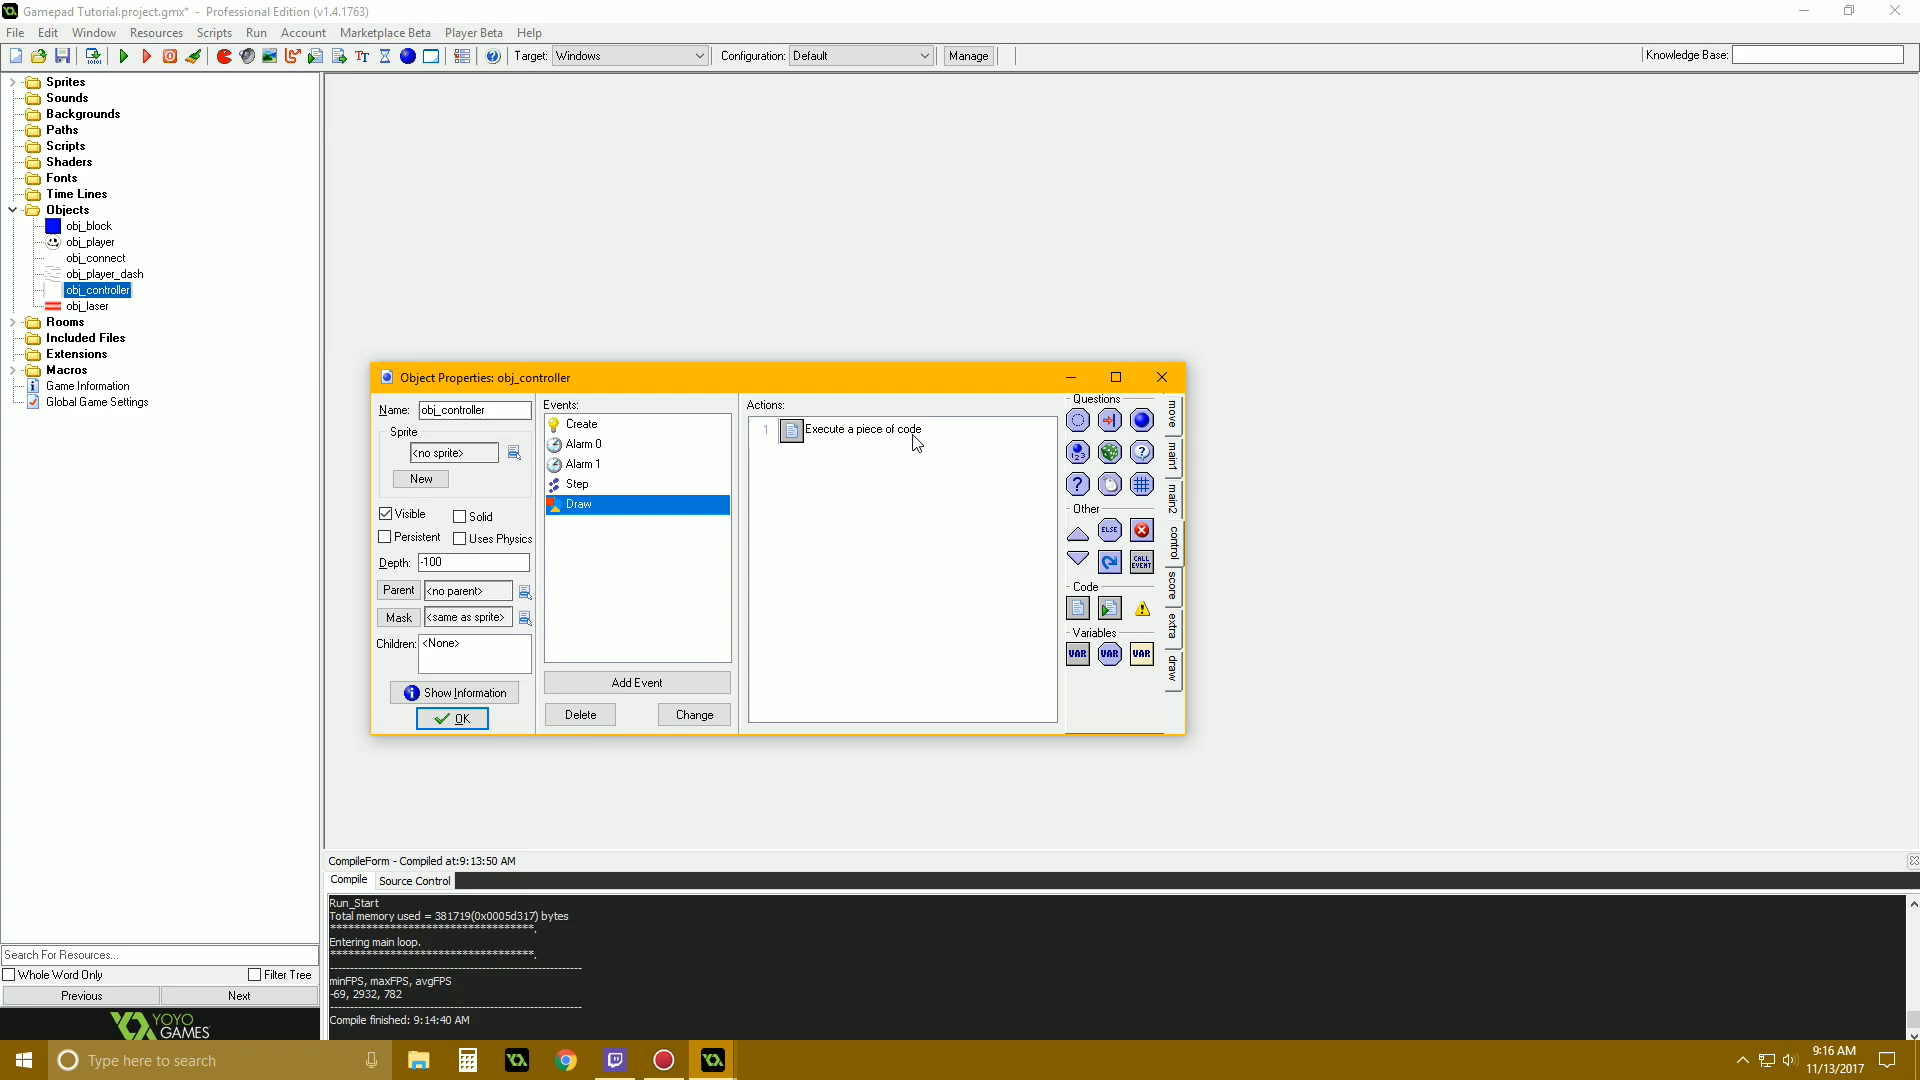 Gamepad Tutorial.project.gmx* - Professional Edition (v1.4.1763)
File Edit Window Resources Scripts Run Account Marketplace Beta Player Beta Help
Target: Windows Configuration: Default Manage Knowledge Base:
Sprites
Sounds
Backgrounds
Paths
Scripts
Shaders
Fonts
Time Lines
Objects
obj_block
obj_player
obj_connect
obj_player_dash
obj_controller
obj_laser
Rooms
Included Files
Extensions
Macros
Game Information
Global Game Settings
Object Properties: obj_controller
Name: obj_controller
Sprite
<no sprite>
New
Visible Solid
Persistent Uses Physics
Depth: -100
Parent <no parent>
Mask <same as sprite>
Children: <None>
Show Information
OK
Events:
Create
Alarm 0
Alarm 1
Step
Draw
Add Event
Delete Change
Actions:
1 Execute a piece of code
Questions
Other
ELSE
CALL EVENT
Code
Variables
VAR VAR VAR
move
main1
main2
control
score
extra
draw
CompileForm - Compiled at:9:13:50 AM
Compile Source Control
Run_Start
Total memory used = 381719(0x0005d317) bytes
***********************************.
Entering main loop.
***********************************.
minFPS, maxFPS, avgFPS
-69, 2932, 782
Compile finished: 9:14:40 AM
Search For Resources...
Whole Word Only Filter Tree
Previous Next
YOYO GAMES
Type here to search
9:16 AM
11/13/2017